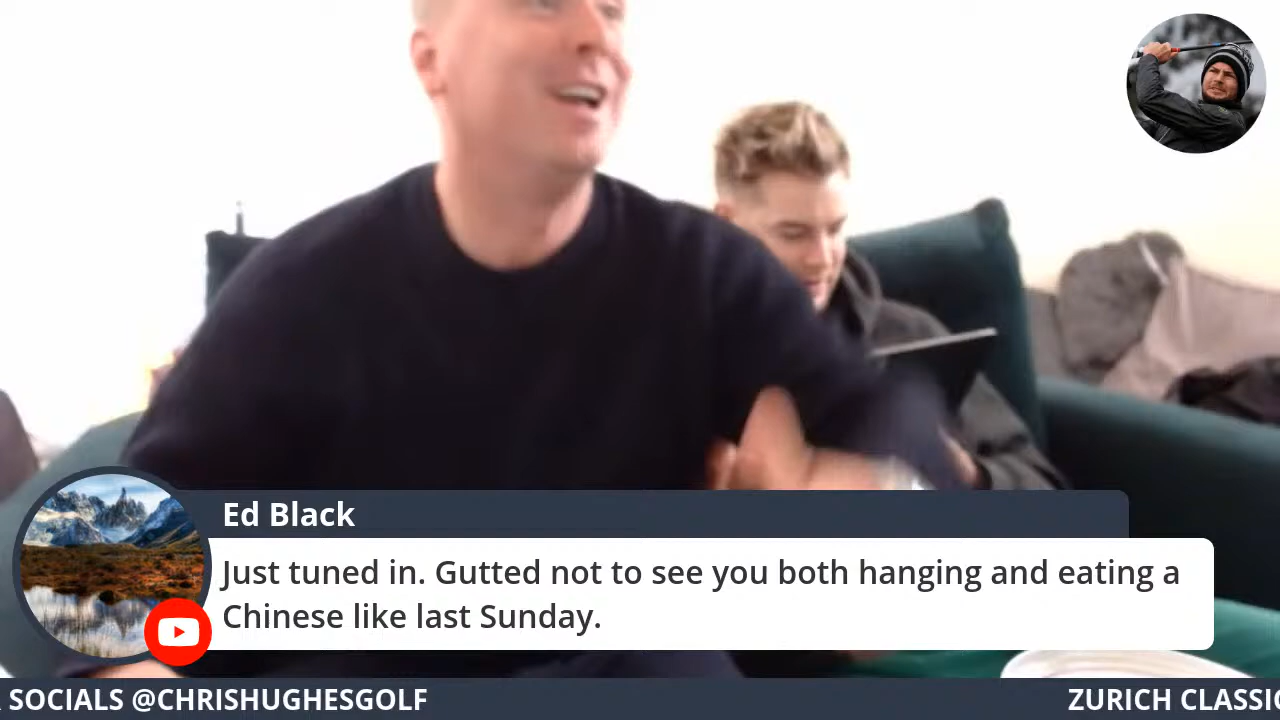 Ed Black
Just tuned in. Gutted not to see you both hanging and eating a
Chinese like last Sunday.
SOCIALS @CHRISHUGHESGOLF
ZURICH CLASSIC